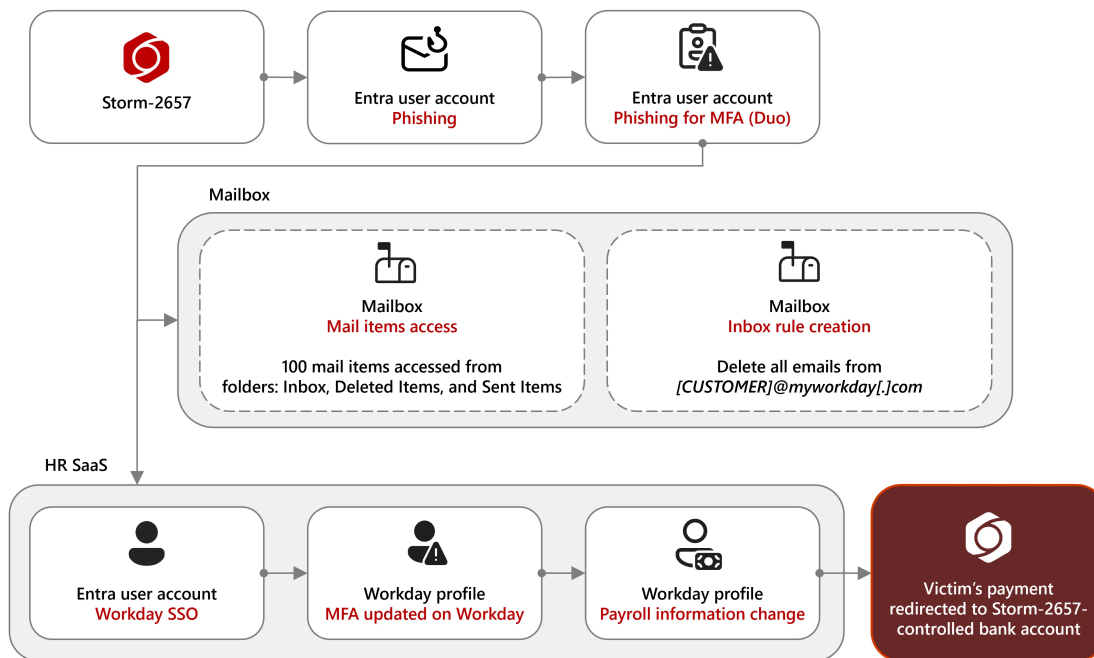 Storm-2657
Entra user account
Phishing
Entra user account
Phishing for MFA (Duo)
Mailbox
Mailbox
Mail items access
100 mail items accessed from
folders: Inbox, Deleted Items, and Sent Items
Mailbox
Inbox rule creation
Delete all emails from
[CUSTOMER]@myworkday[.]com
HR SaaS
Entra user account
Workday SSO
Workday profile
MFA updated on Workday
Workday profile
Payroll information change
Victim’s payment
redirected to Storm-2657-
controlled bank account